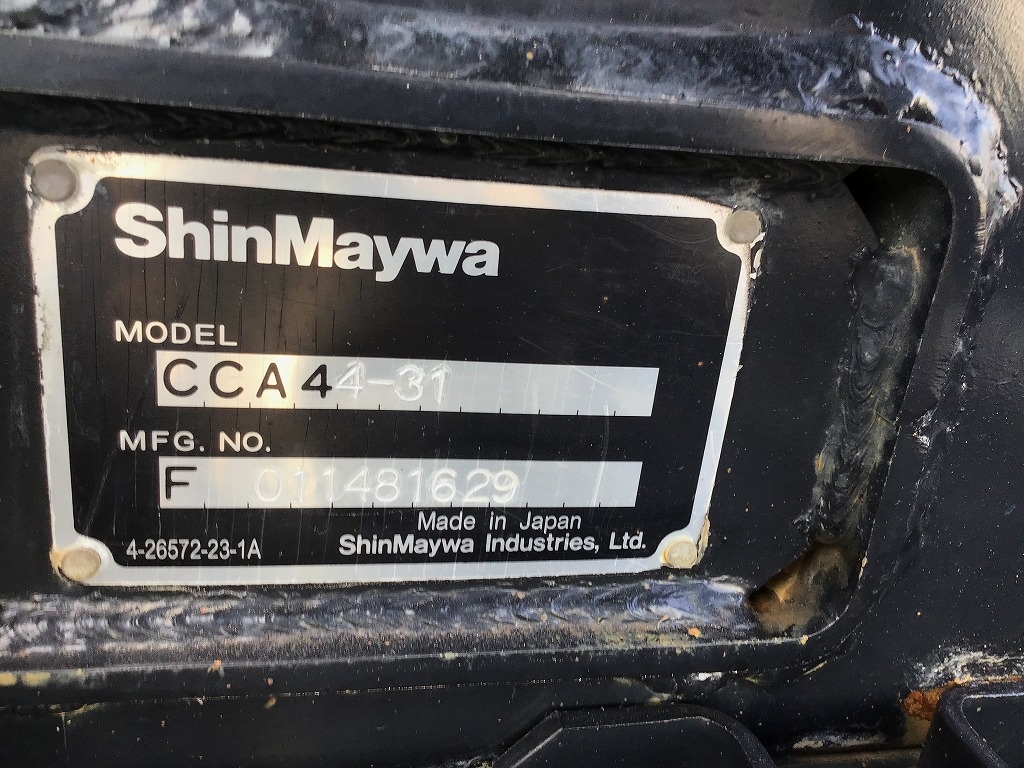 ShinMaywa
MODEL
CCA44-31
MFG. NO.
F 011481629
Made in Japan
4-26572-23-1A ShinMaywa Industries, Ltd.